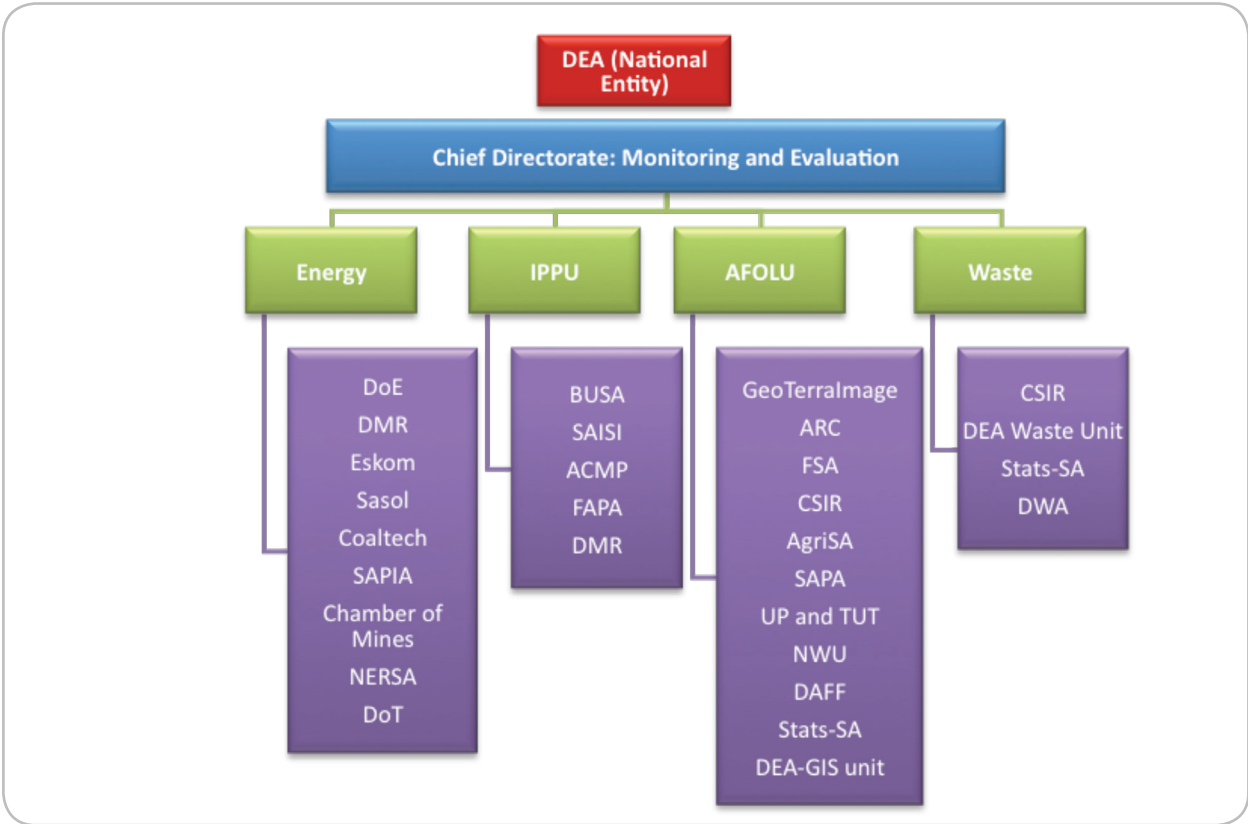 DEA (National
Entity)
Chief Directorate: Monitoring and Evaluation
Energy
IPPU
AFOLU
Waste
DoE
DMR
Eskom
Sasol
Coaltech
SAPIA
Chamber of
Mines
NERSA
DoT
BUSA
SAISI
ACMP
FAPA
DMR
GeoTerraImage
ARC
FSA
CSIR
AgriSA
SAPA
UP and TUT
NWU
DAFF
Stats-SA
DEA-GIS unit
CSIR
DEA Waste Unit
Stats-SA
DWA